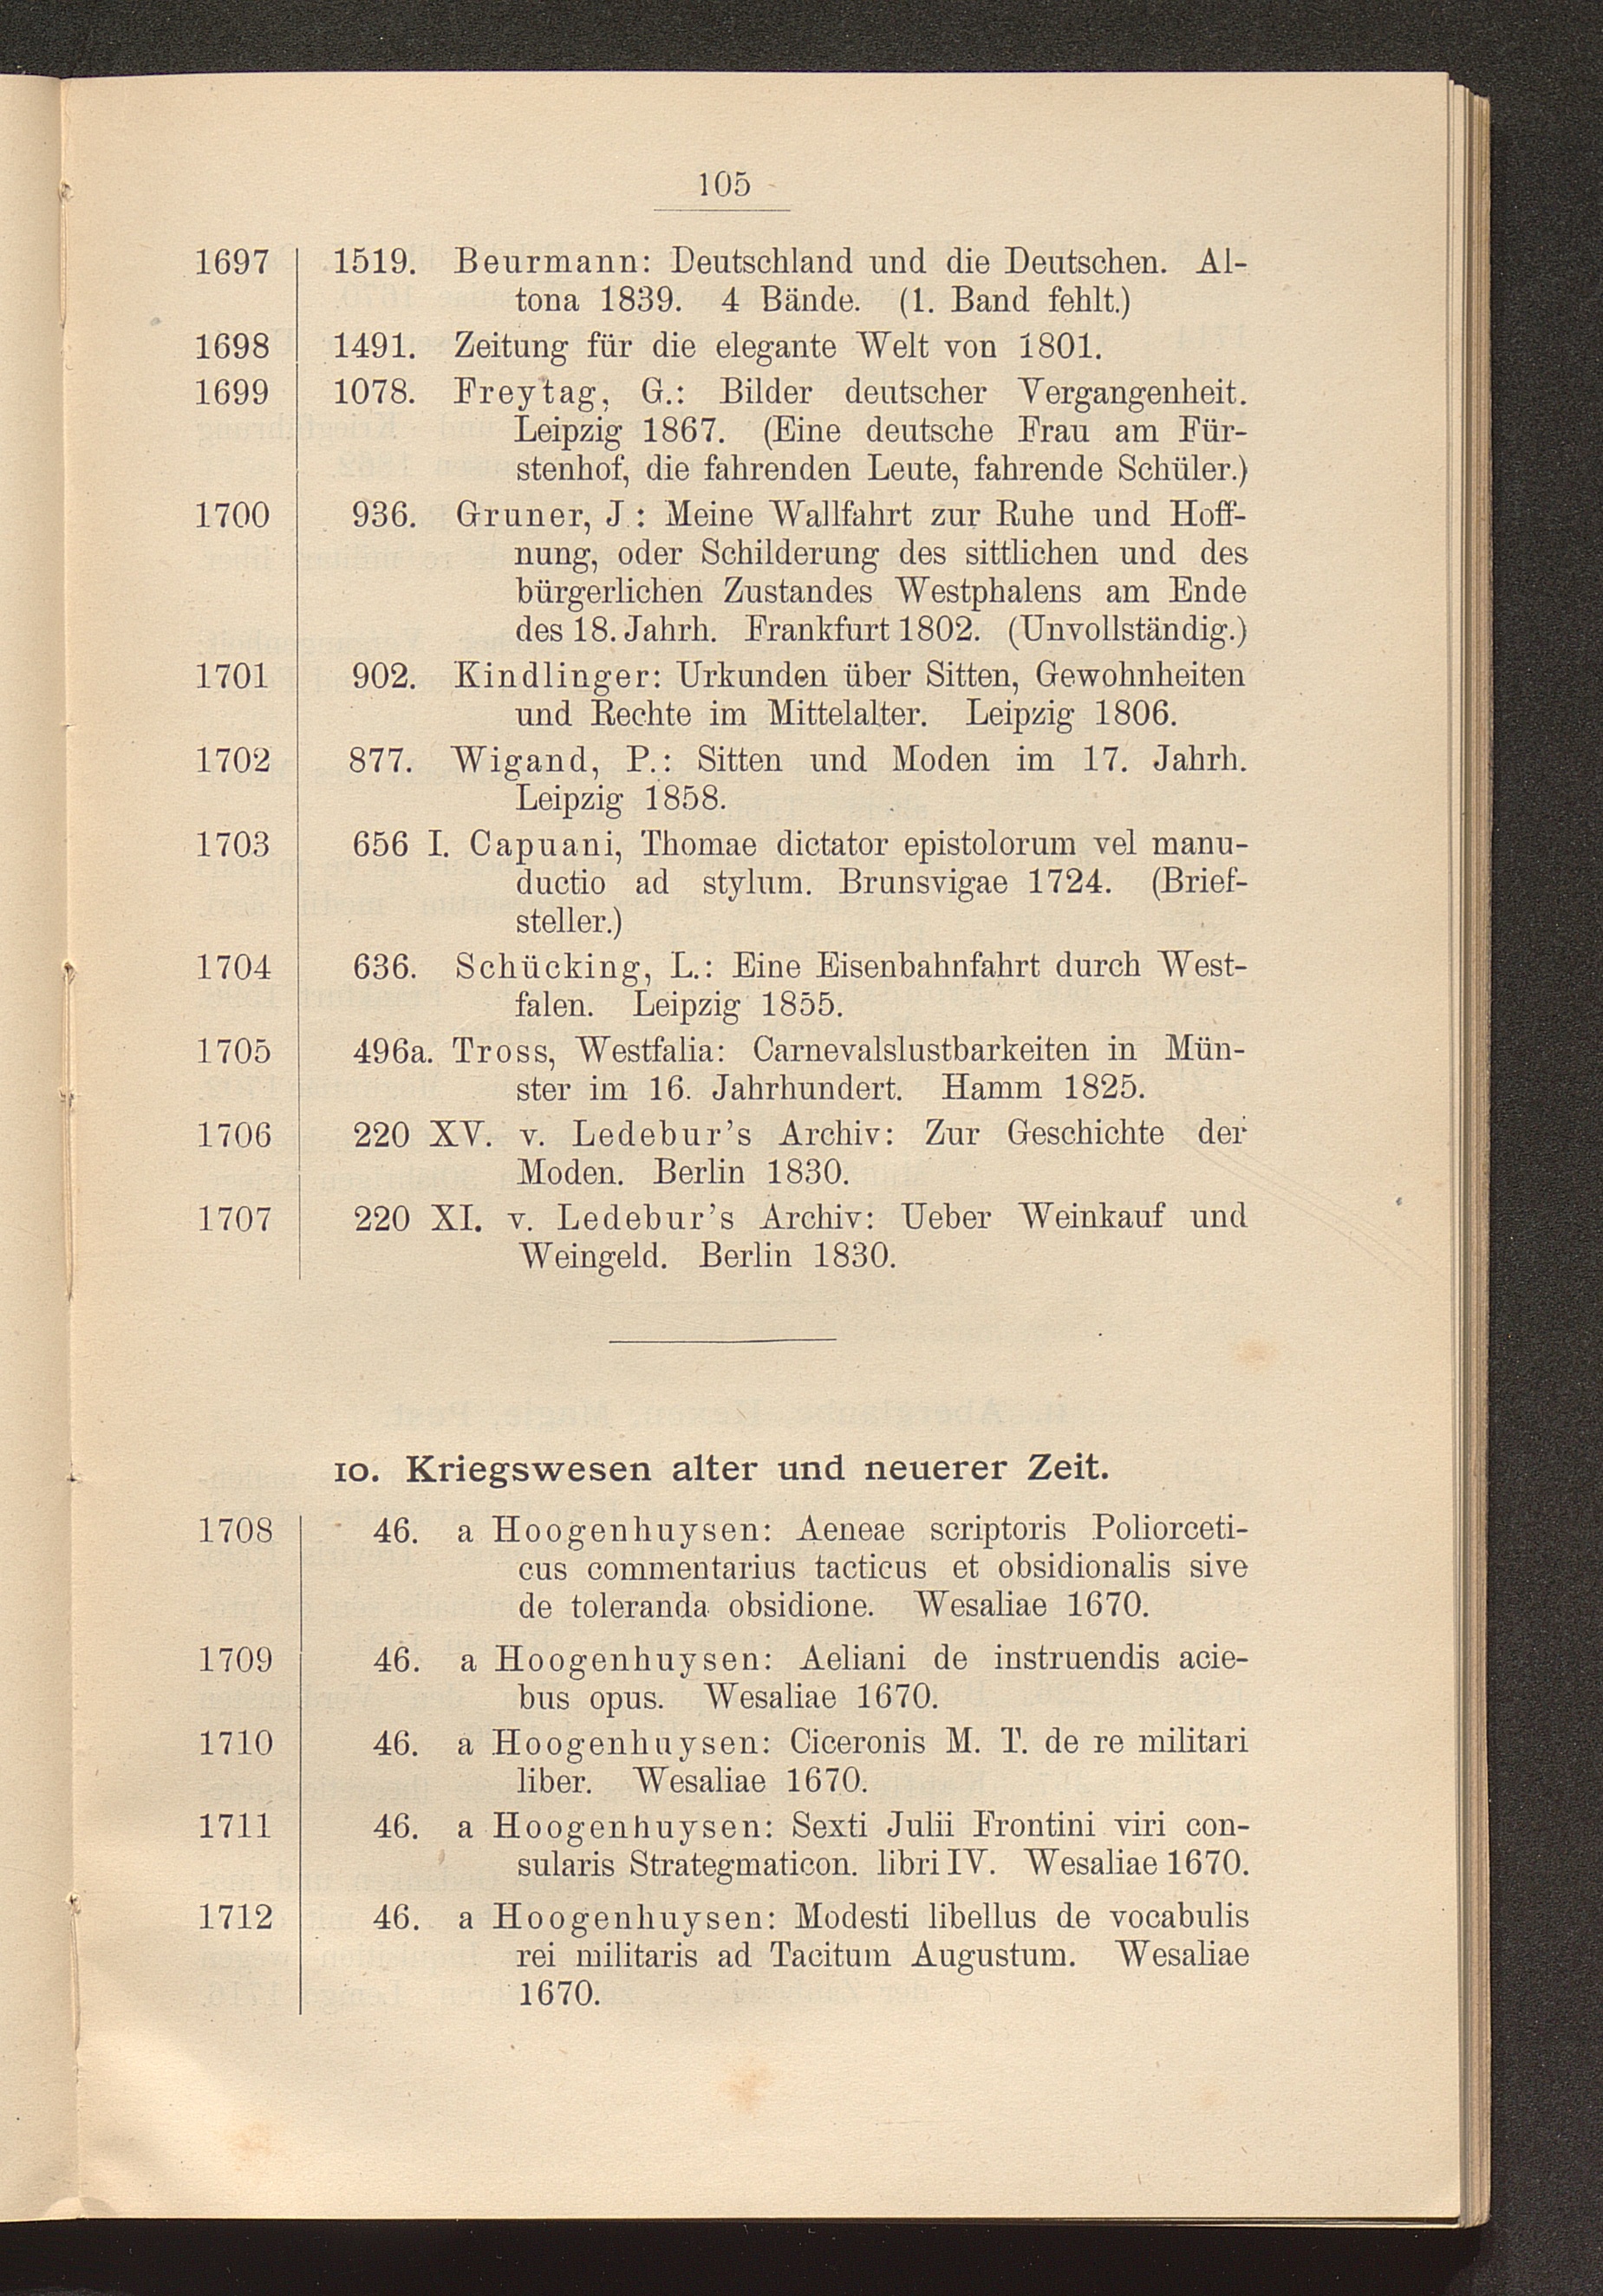 105
1697 1519. Beurmann: Deutschland und die Deutschen. Al-
tona 1839. 4 Bände. (1. Band fehlt.)
1698 1491. Zeitung für die elegante Welt von 1801.
1699 1078. Freytag, G.: Bilder deutscher Vergangenheit.
Leipzig 1867. (Eine deutsche Frau am Für-
stenhof, die fahrenden Leute, fahrende Schüler.)
1700 936. Gruner, J : Meine Wallfahrt zur Ruhe und Hoff-
nung, oder Schilderung des sittlichen und des
bürgerlichen Zustandes Westphalens am Ende
des 18. Jahrh. Frankfurt 1802. (Unvollständig.)
1701 902. Kindlinger: Urkunden über Sitten, Gewohnheiten
und Rechte im Mittelalter. Leipzig 1806.
1702 877. Wigand, P.: Sitten und Moden im 17. Jahrh.
Leipzig 1858.
1703 656 I. Capuani, Thomae dictator epistolorum vel manu-
ductio ad stylum. Brunsvigae 1724. (Brief-
steller.)
1704 636. Schücking, L.: Eine Eisenbahnfahrt durch West-
falen. Leipzig 1855.
1705 496a. Tross, Westfalia: Carnevalslustbarkeiten in Mün-
ster im 16. Jahrhundert. Hamm 1825.
1706 220 XV. v. Ledebur's Archiv: Zur Geschichte der
Moden. Berlin 1830.
1707 220 XI. v. Ledebur's Archiv: Ueber Weinkauf und
Weingeld. Berlin 1830.
10. Kriegswesen alter und neuerer Zeit.
1708 46. a Hoogenhuysen: Aeneae scriptoris Poliorceti-
cus commentarius tacticus et obsidionalis sive
de toleranda obsidione. Wesaliae 1670.
1709 46. a Hoogenhuysen: Aeliani de instruendis acie-
bus opus. Wesaliae 1670.
1710 46. a Hoogenhuysen: Ciceronis M. T. de re militari
liber. Wesaliae 1670.
1711 46. a Hoogenhuysen: Sexti Julii Frontini viri con-
sularis Strategmaticon. libri IV. Wesaliae 1670.
1712 46. a Hoogenhuysen: Modesti libellus de vocabulis
rei militaris ad Tacitum Augustum. Wesaliae
1670.